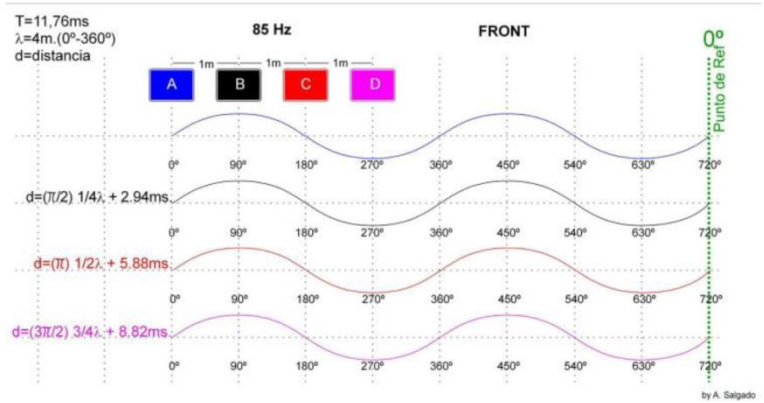 T=11,76ms
λ=4m.(0º-360º)
d=distancia
85 Hz
FRONT
0º
Punto de Ref
1m 1m 1m
A B C D
0º 90º 180º 270º 360º 450º 540º 630º 720º
d=(π/2) 1/4λ + 2.94ms.
0º 90º 180º 270º 360º 450º 540º 630º 720º
d=(π) 1/2λ + 5.88ms.
0º 90º 180º 270º 360º 450º 540º 630º 720º
d=(3π/2) 3/4λ + 8.82ms.
0º 90º 180º 270º 360º 450º 540º 630º 720º
by A. Salgado